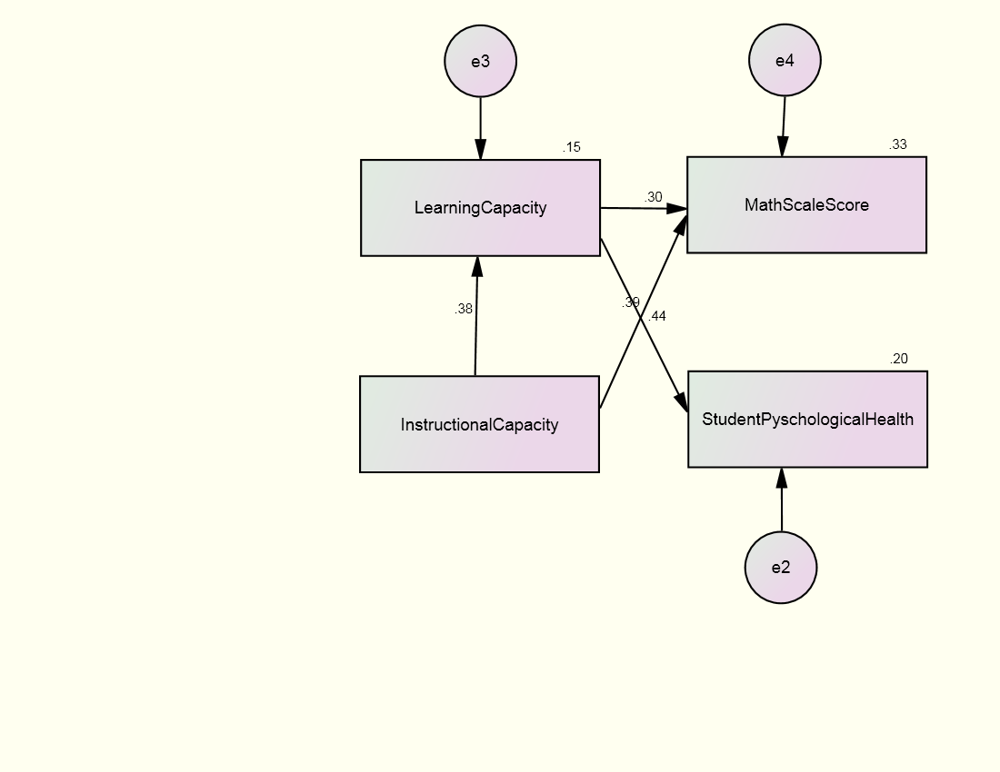 e3
e4
.15
.33
LearningCapacity
.30
MathScaleScore
.38
.39
.44
.20
InstructionalCapacity
StudentPyschologicalHealth
e2